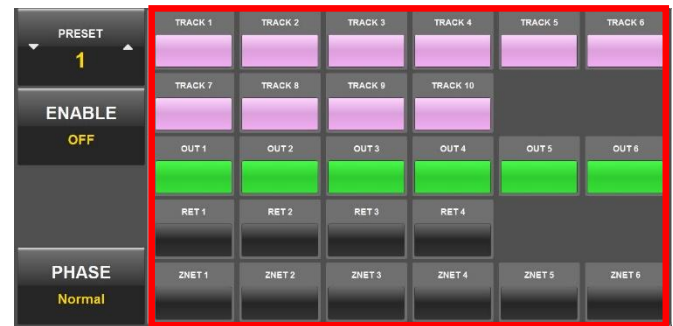 PRESET
1
ENABLE
OFF
PHASE
Normal
TRACK 1 TRACK 2 TRACK 3 TRACK 4 TRACK 5 TRACK 6
TRACK 7 TRACK 8 TRACK 9 TRACK 10
OUT 1 OUT 2 OUT 3 OUT 4 OUT 5 OUT 6
RET 1 RET 2 RET 3 RET 4
ZNET 1 ZNET 2 ZNET 3 ZNET 4 ZNET 5 ZNET 6